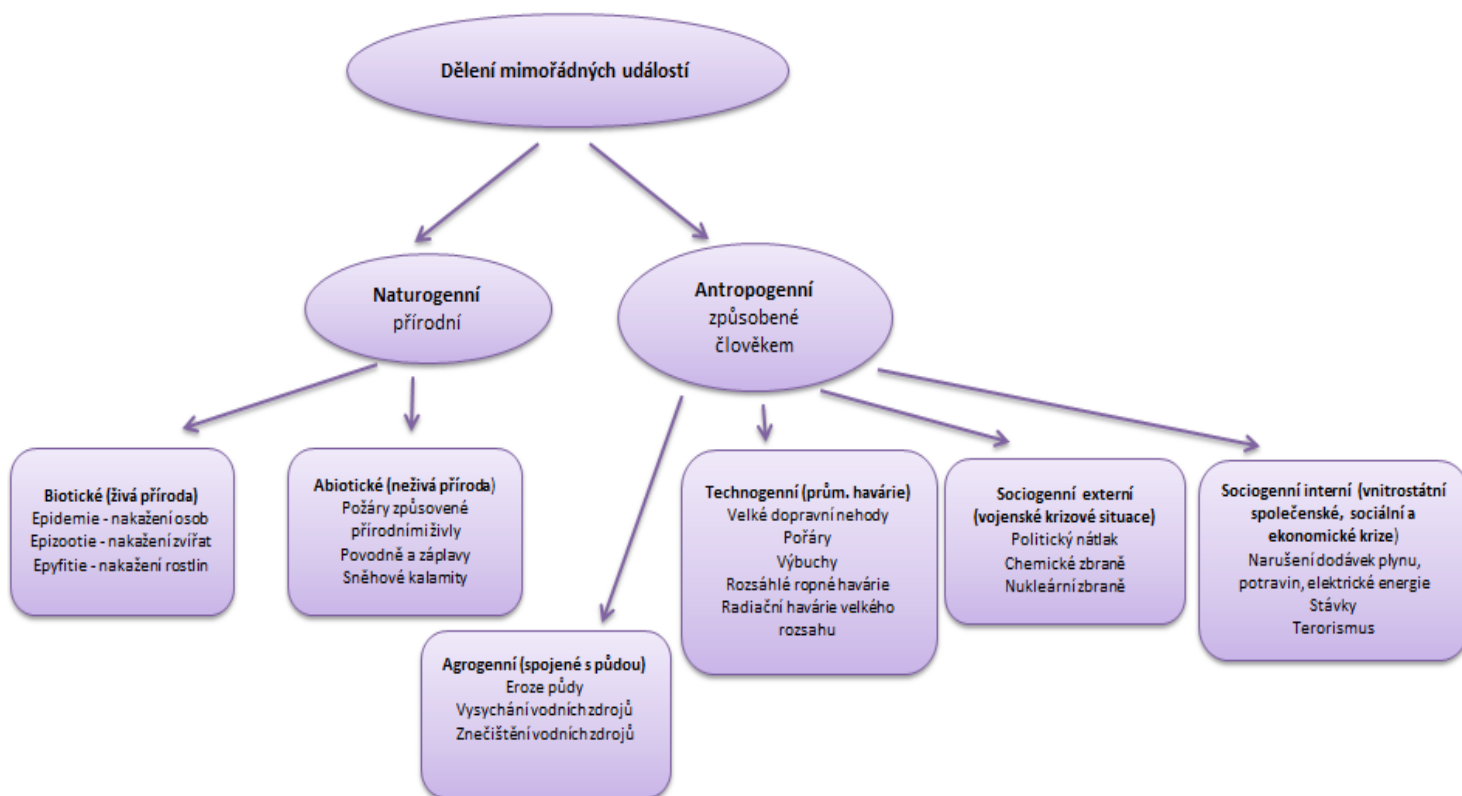 Dělení mimořádných událostí
Naturogenní
přírodní
Antropogenní
způsobené
člověkem
Biotické (živá příroda)
Epidemie - nakažení osob
Epizootie - nakažení zvířat
Epyfitie - nakažení rostlin
Abiotické (neživá příroda)
Požáry způsovené
přírodními živly
Povodně a záplavy
Sněhové kalamity
Agrogenní (spojené s půdou)
Eroze půdy
Vysychání vodních zdrojů
Znečištění vodních zdrojů
Technogenní (prům. havárie)
Velké dopravní nehody
Pořáry
Výbuchy
Rozsáhlé ropné havárie
Radiační havárie velkého
rozsahu
Sociogenní externí
(vojenské krizové situace)
Politický nátlak
Chemické zbraně
Nukleární zbraně
Sociogenní interní (vnitrostátní
společenské, sociální a
ekonomické krize)
Narušení dodávek plynu,
potravin, elektrické energie
Stávky
Terorismus